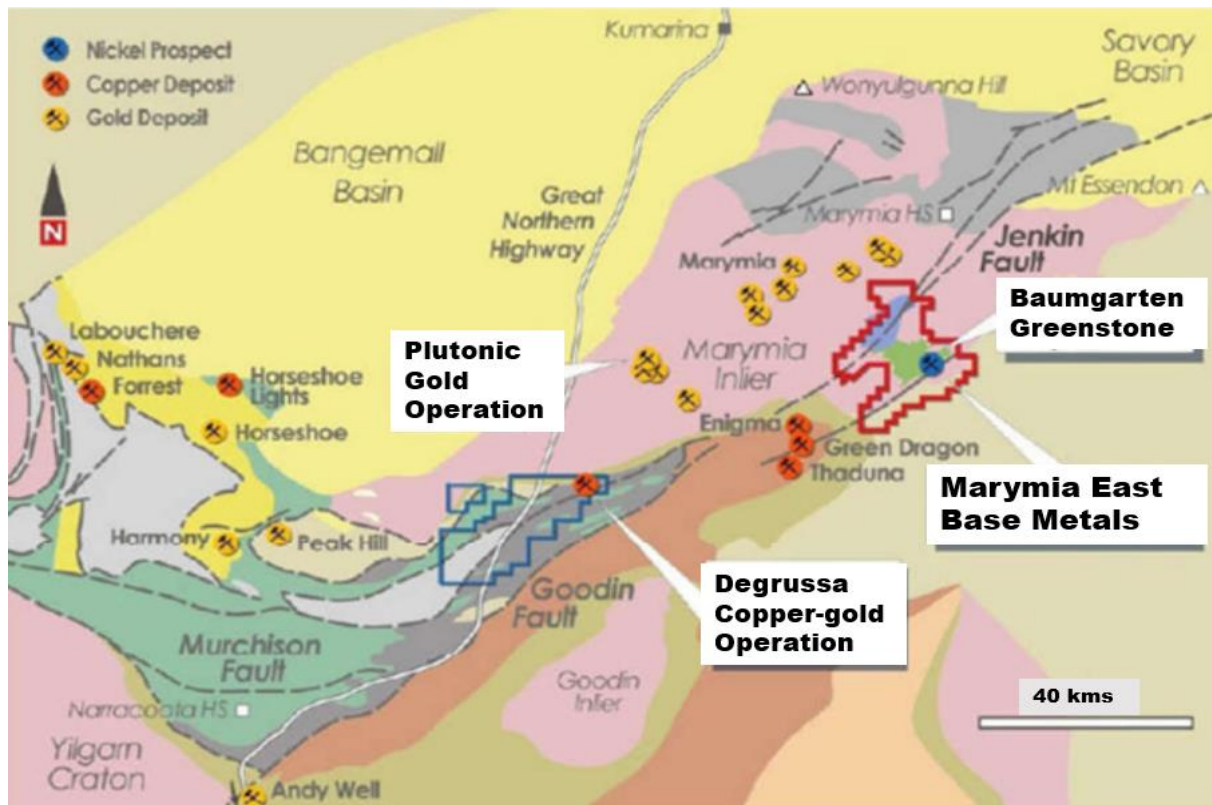 Nickel Prospect
Copper Deposit
Gold Deposit
N
Kumarina
Savory
Basin
Wonyulgunna Hill
Bangemall
Basin
Great
Northern
Highway
Mt Essendon
Marymia HS
Jenkin
Fault
Marymia
Baumgarten
Greenstone
Labouchere
Nathans
Forrest
Horseshoe
Lights
Horseshoe
Plutonic
Gold
Operation
Marymia
Inlier
Enigma
Green Dragon
Thaduna
Marymia East
Base Metals
Harmony
Peak Hill
Goodin
Fault
Degrussa
Copper-gold
Operation
Murchison
Fault
Goodin
Inlier
Narracoota HS
40 kms
Yilgarn
Craton
Andy Well